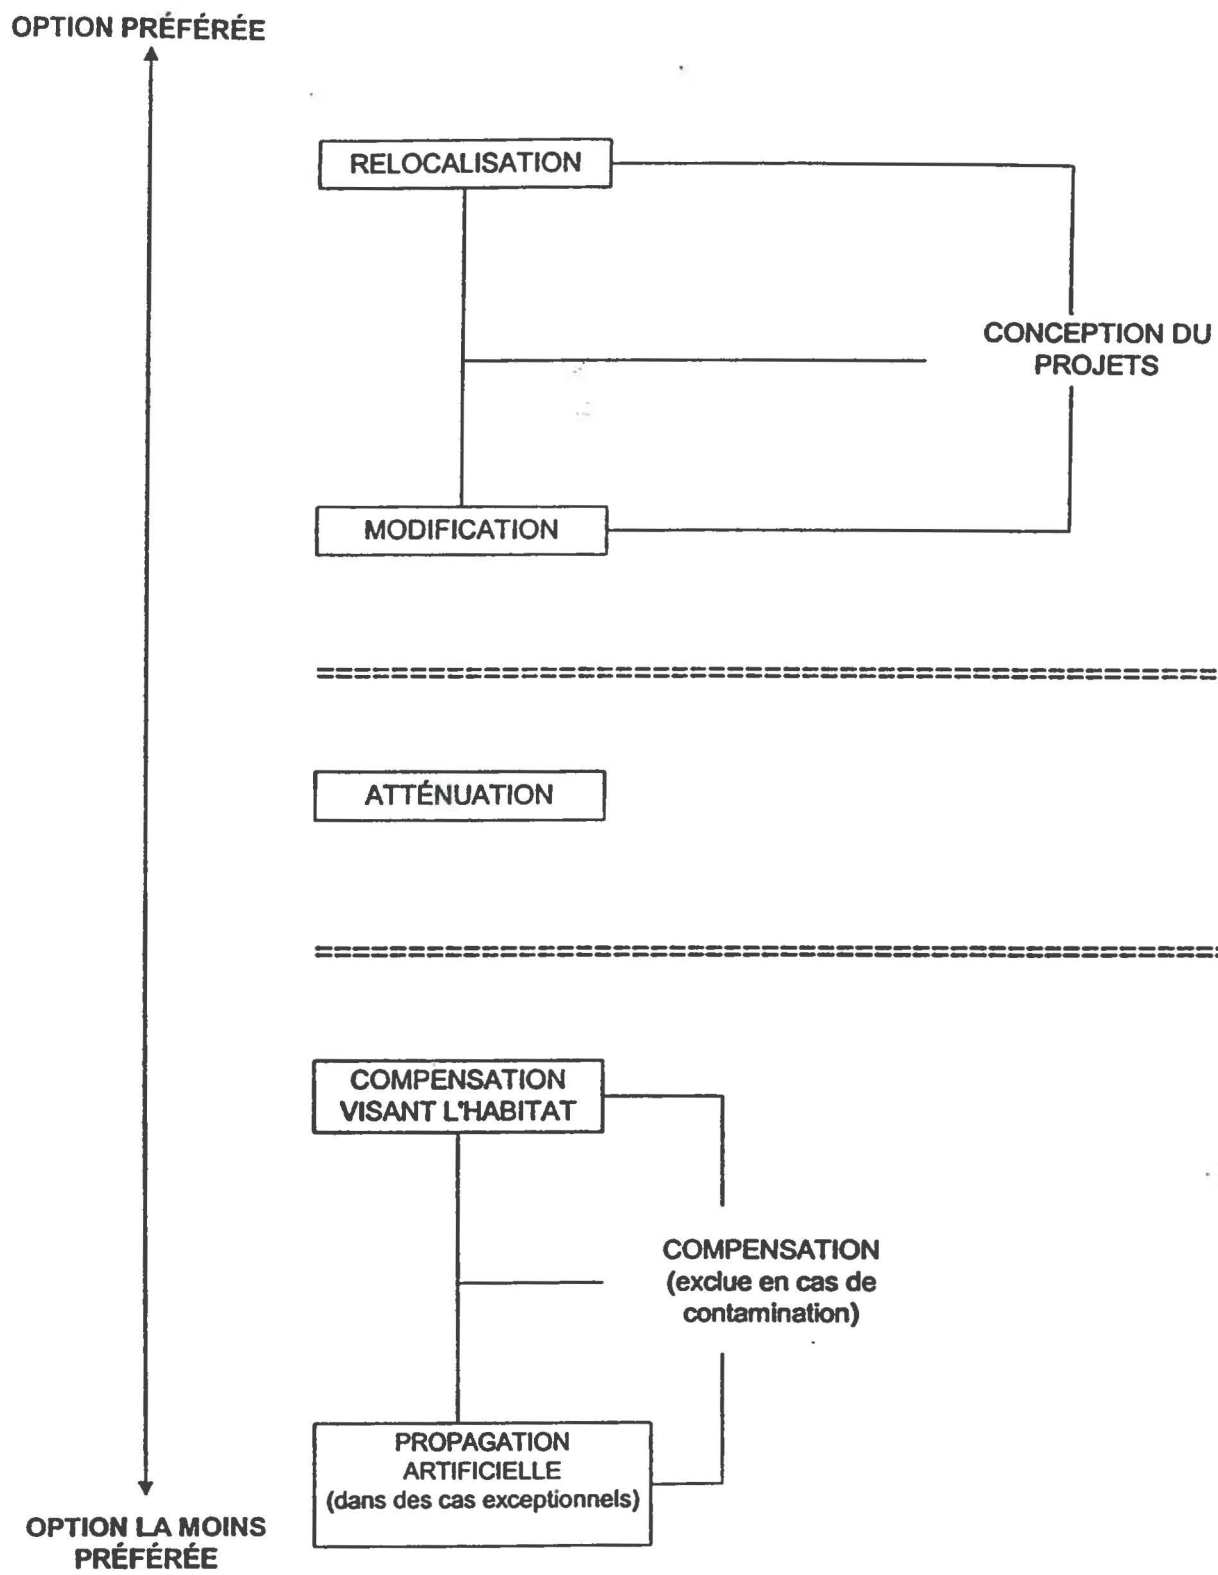 OPTION PRÉFÉRÉE
RELOCALISATION
CONCEPTION DU
PROJETS
MODIFICATION
ATTÉNUATION
COMPENSATION
VISANT L'HABITAT
COMPENSATION
(exclue en cas de
contamination)
PROPAGATION
ARTIFICIELLE
(dans des cas exceptionnels)
OPTION LA MOINS
PRÉFÉRÉE